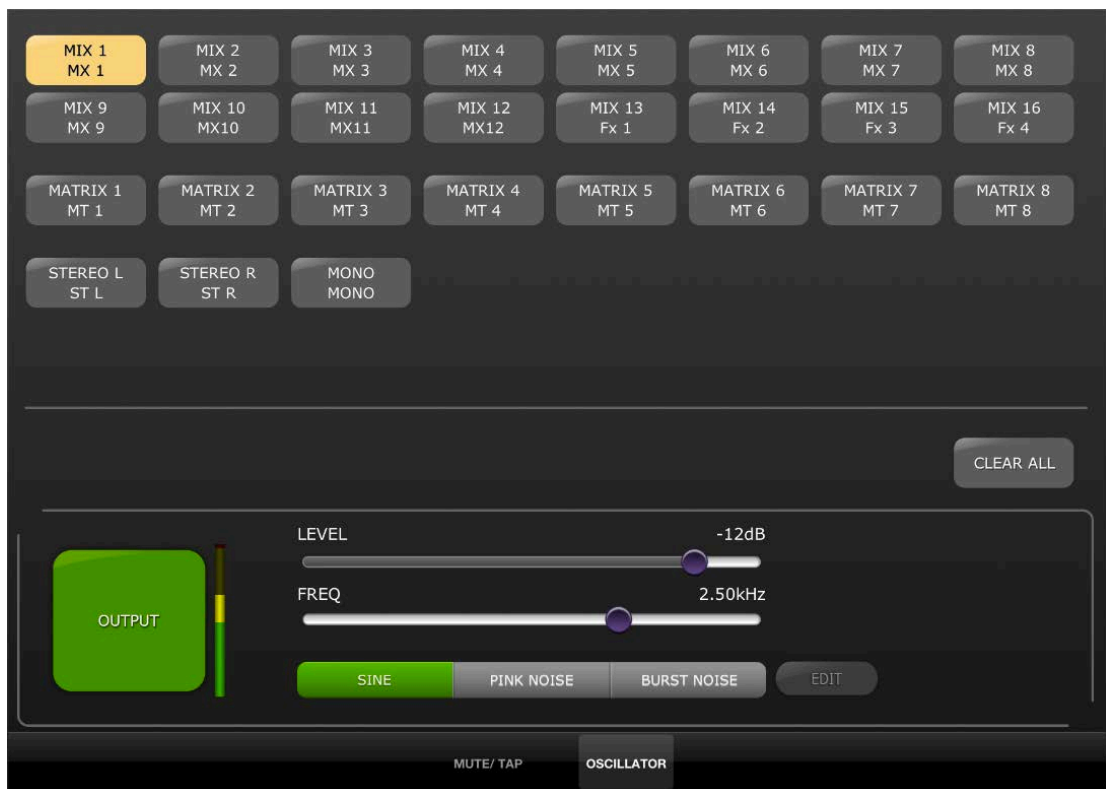 MIX 1
MX 1
MIX 2
MX 2
MIX 3
MX 3
MIX 4
MX 4
MIX 5
MX 5
MIX 6
MX 6
MIX 7
MX 7
MIX 8
MX 8
MIX 9
MX 9
MIX 10
MX10
MIX 11
MX11
MIX 12
MX12
MIX 13
Fx 1
MIX 14
Fx 2
MIX 15
Fx 3
MIX 16
Fx 4
MATRIX 1
MT 1
MATRIX 2
MT 2
MATRIX 3
MT 3
MATRIX 4
MT 4
MATRIX 5
MT 5
MATRIX 6
MT 6
MATRIX 7
MT 7
MATRIX 8
MT 8
STEREO L
ST L
STEREO R
ST R
MONO
MONO
CLEAR ALL
LEVEL -12dB
FREQ 2.50kHz
OUTPUT
SINE
PINK NOISE
BURST NOISE
EDIT
MUTE/ TAP
OSCILLATOR